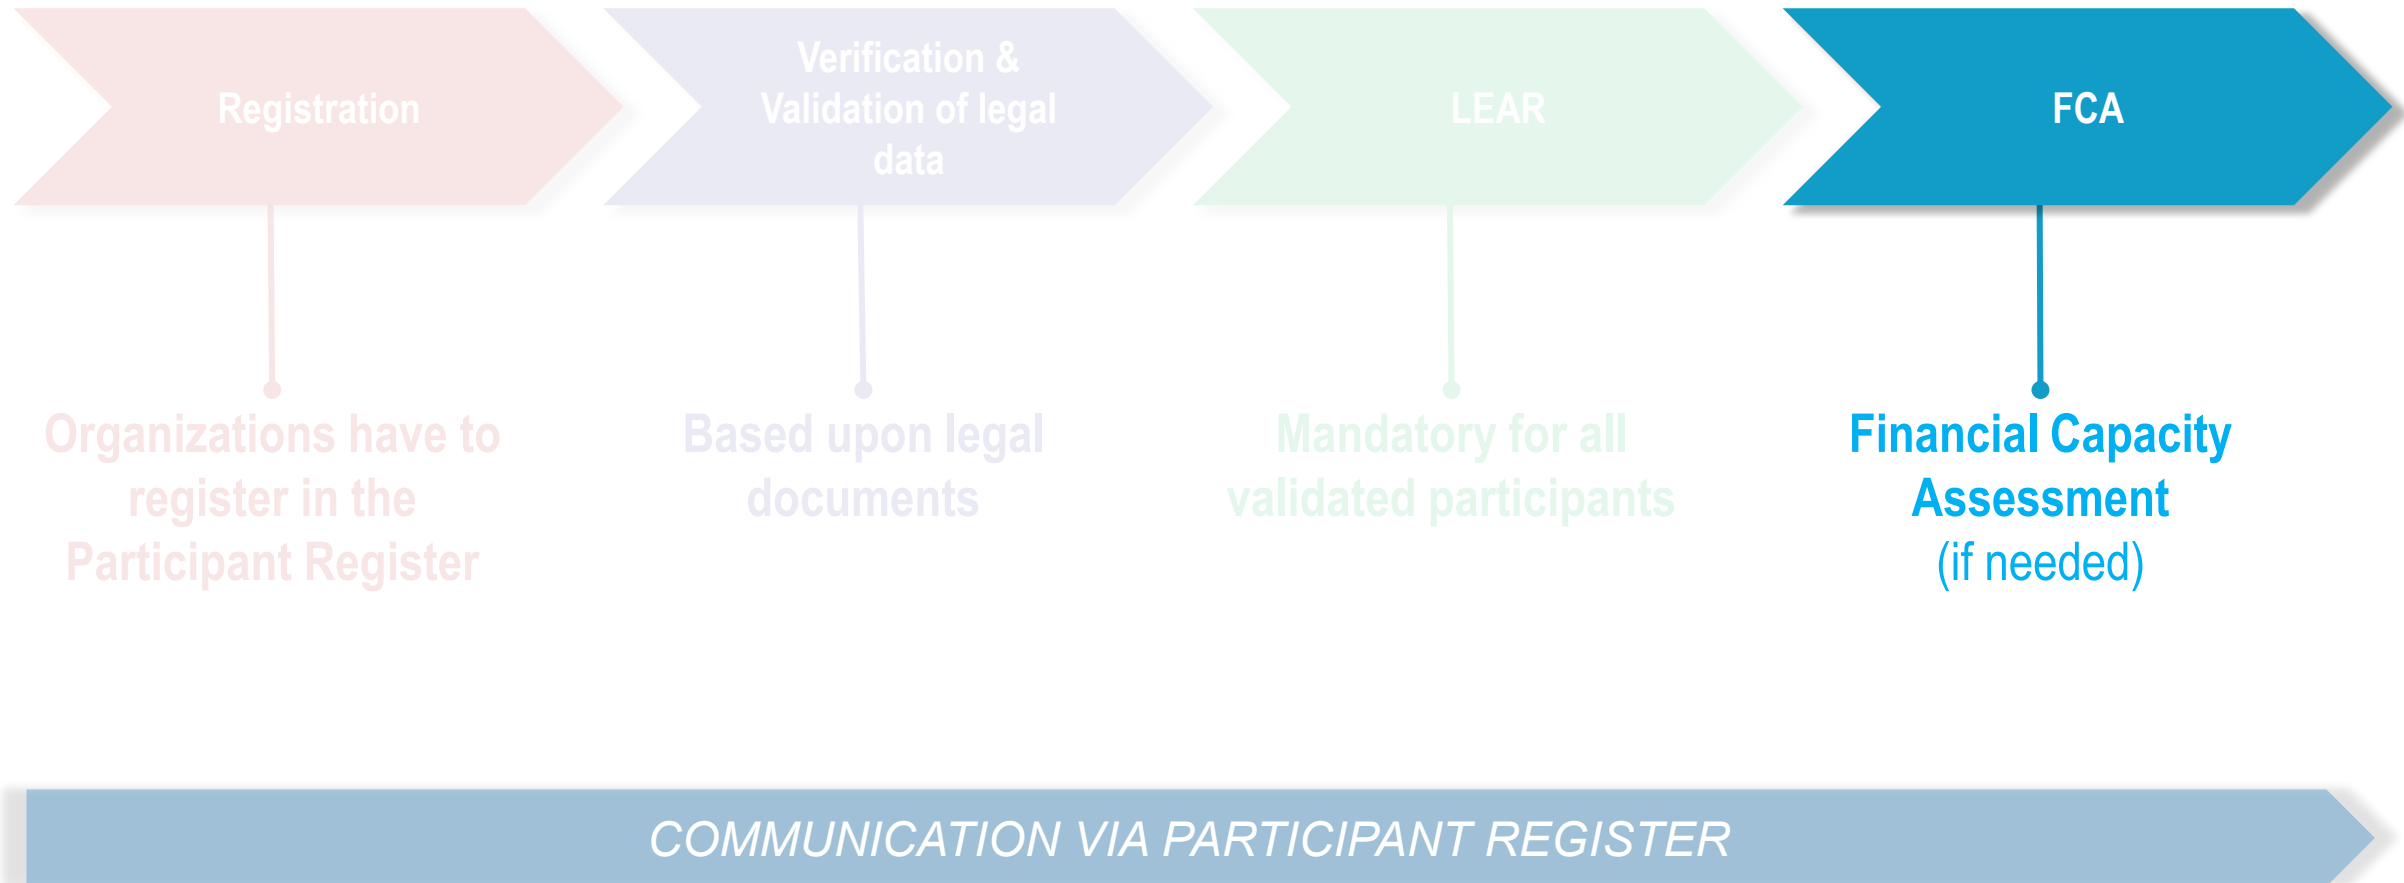 Registration
Verification &
Validation of legal
data
LEAR
FCA
Organizations have to
register in the
Participant Register
Based upon legal
documents
Mandatory for all
validated participants
Financial Capacity
Assessment
(if needed)
COMMUNICATION VIA PARTICIPANT REGISTER